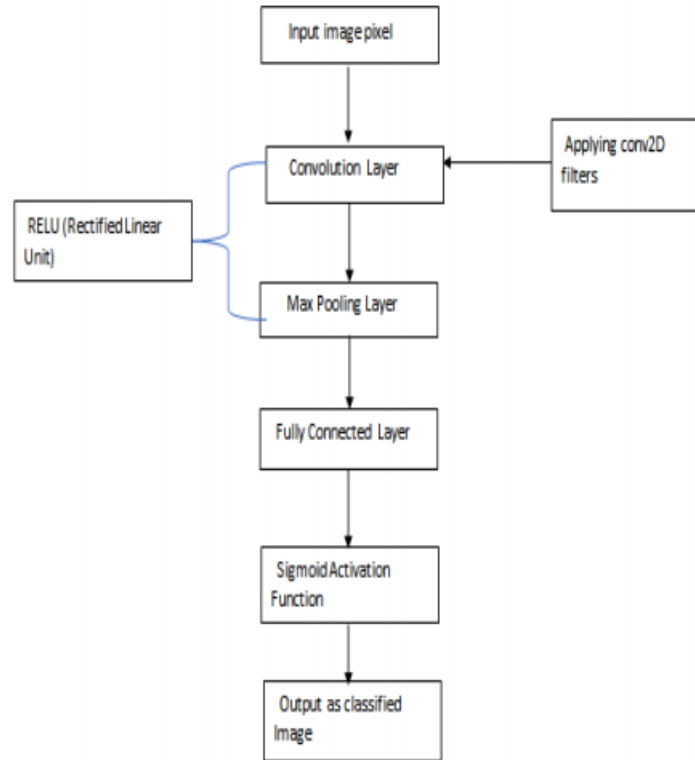 Input image pixel
Applying conv2D
filters
Convolution Layer
RELU (Rectified Linear
Unit)
Max Pooling Layer
Fully Connected Layer
Sigmoid Activation
Function
Output as classified
Image